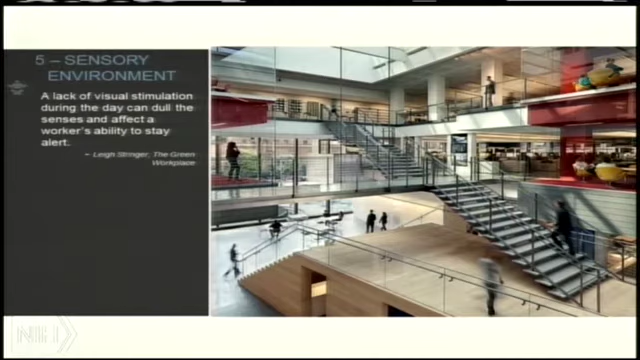 5 – SENSORY
ENVIRONMENT
A lack of visual stimulation
during the day can dull the
senses and affect a
worker's ability to stay
alert.
~ Leigh Stringer, The Green
Workplace
NIH